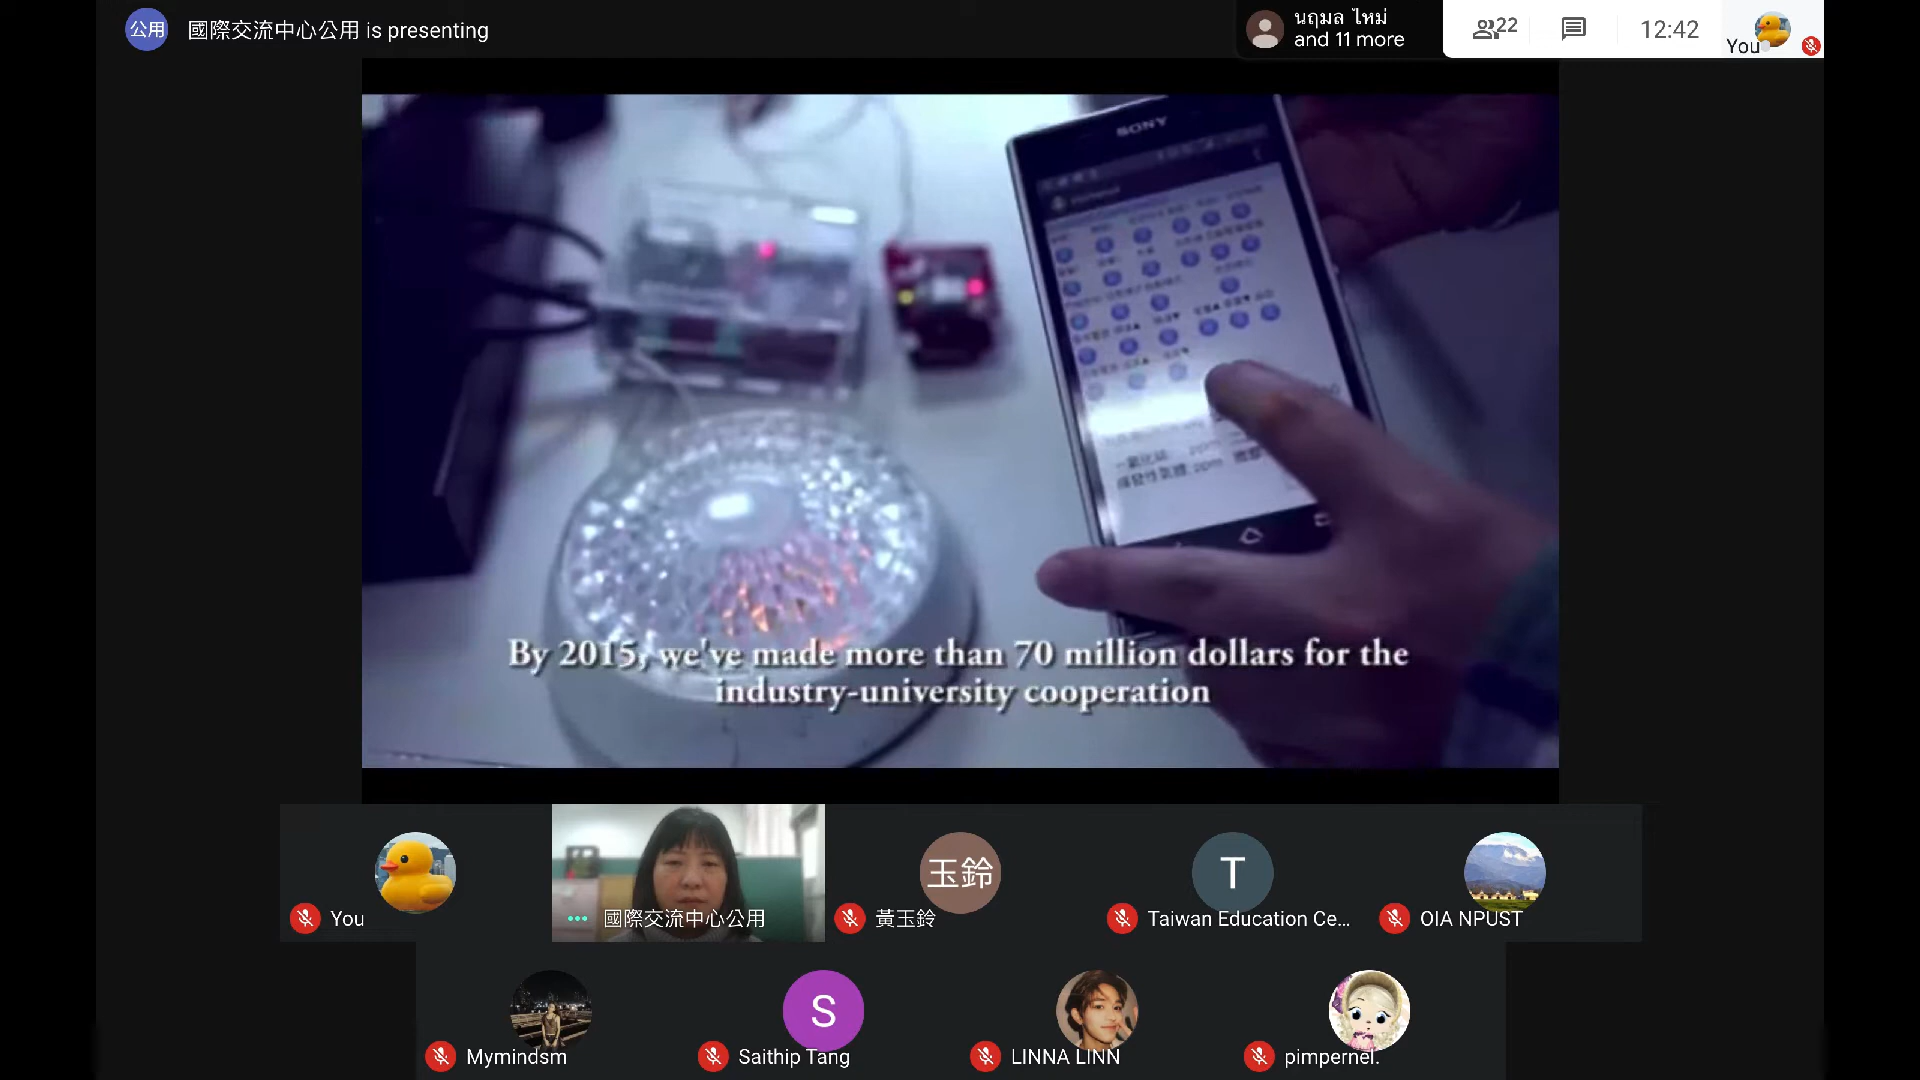 公用
國際交流中心公用 is presenting
นฤมล ไหม่
and 11 more
22
12:42
You
SONY
By 2015, we've made more than 70 million dollars for the
industry-university cooperation
You
國際交流中心公用
玉鈴
黃玉鈴
T
Taiwan Education Ce...
OIA NPUST
Mymindsm
S
Saithip Tang
LINNA LINN
pimpernel.